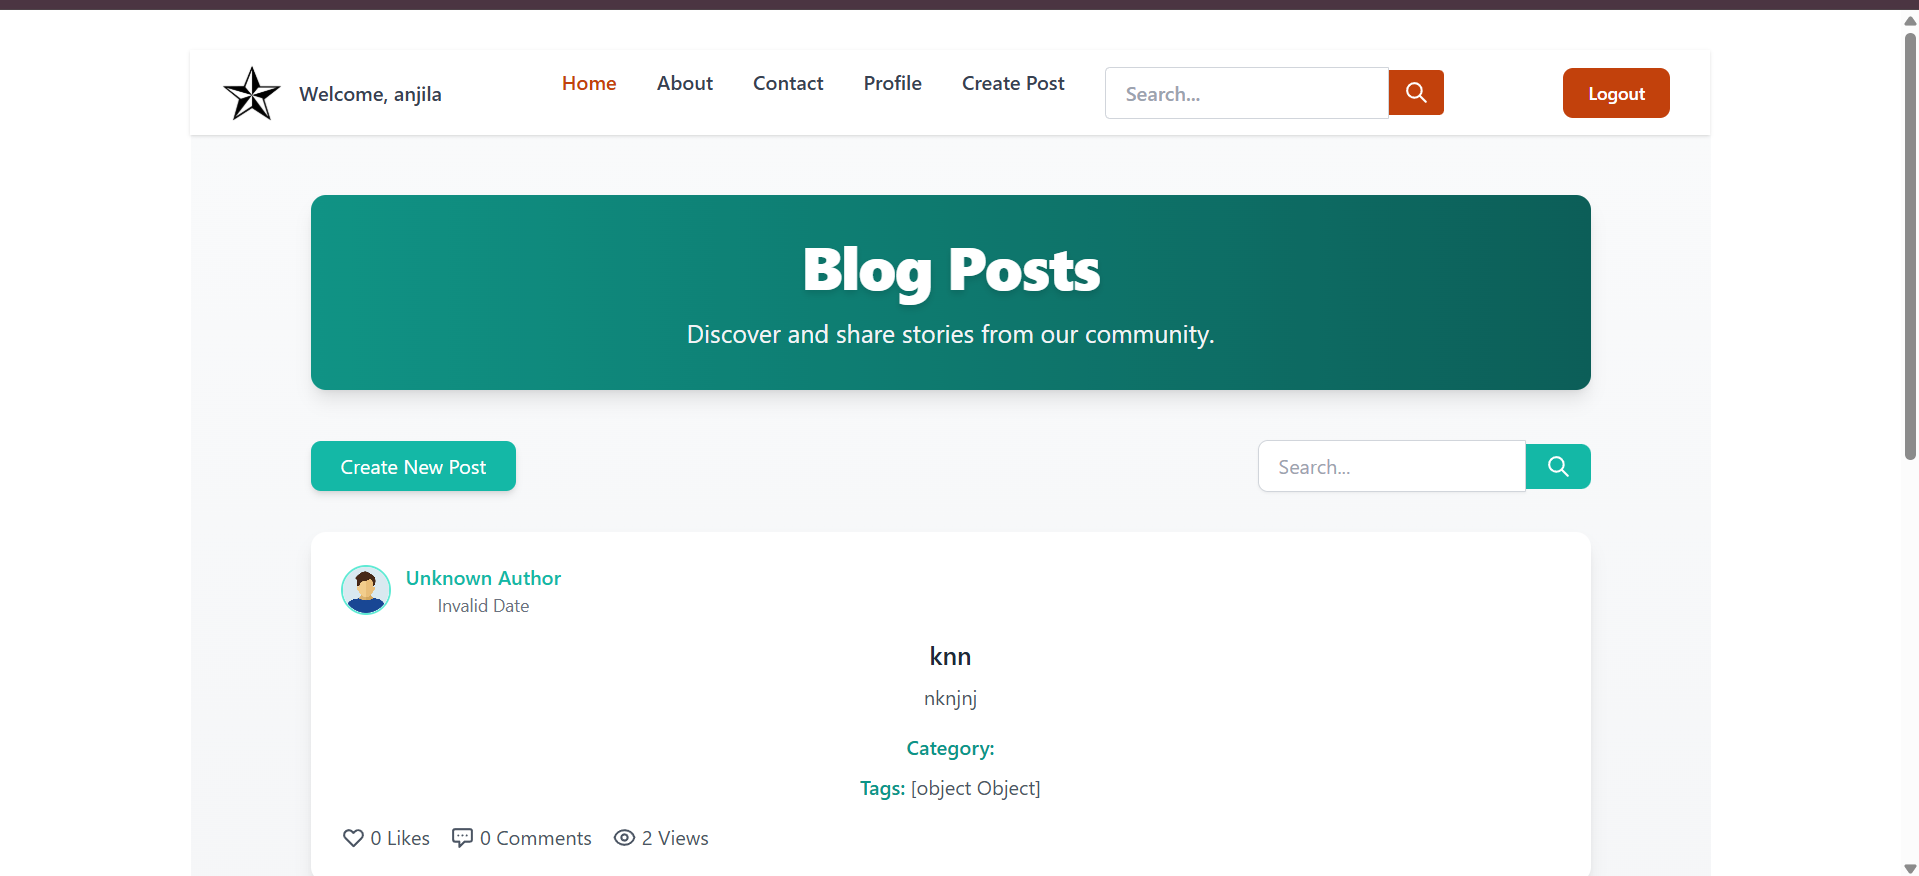 Welcome, anjila
Home About Contact Profile Create Post Search... Logout
Blog Posts
Discover and share stories from our community.
Create New Post Search...
Unknown Author
Invalid Date
knn
nknjnj
Category:
Tags: [object Object]
0 Likes 0 Comments 2 Views